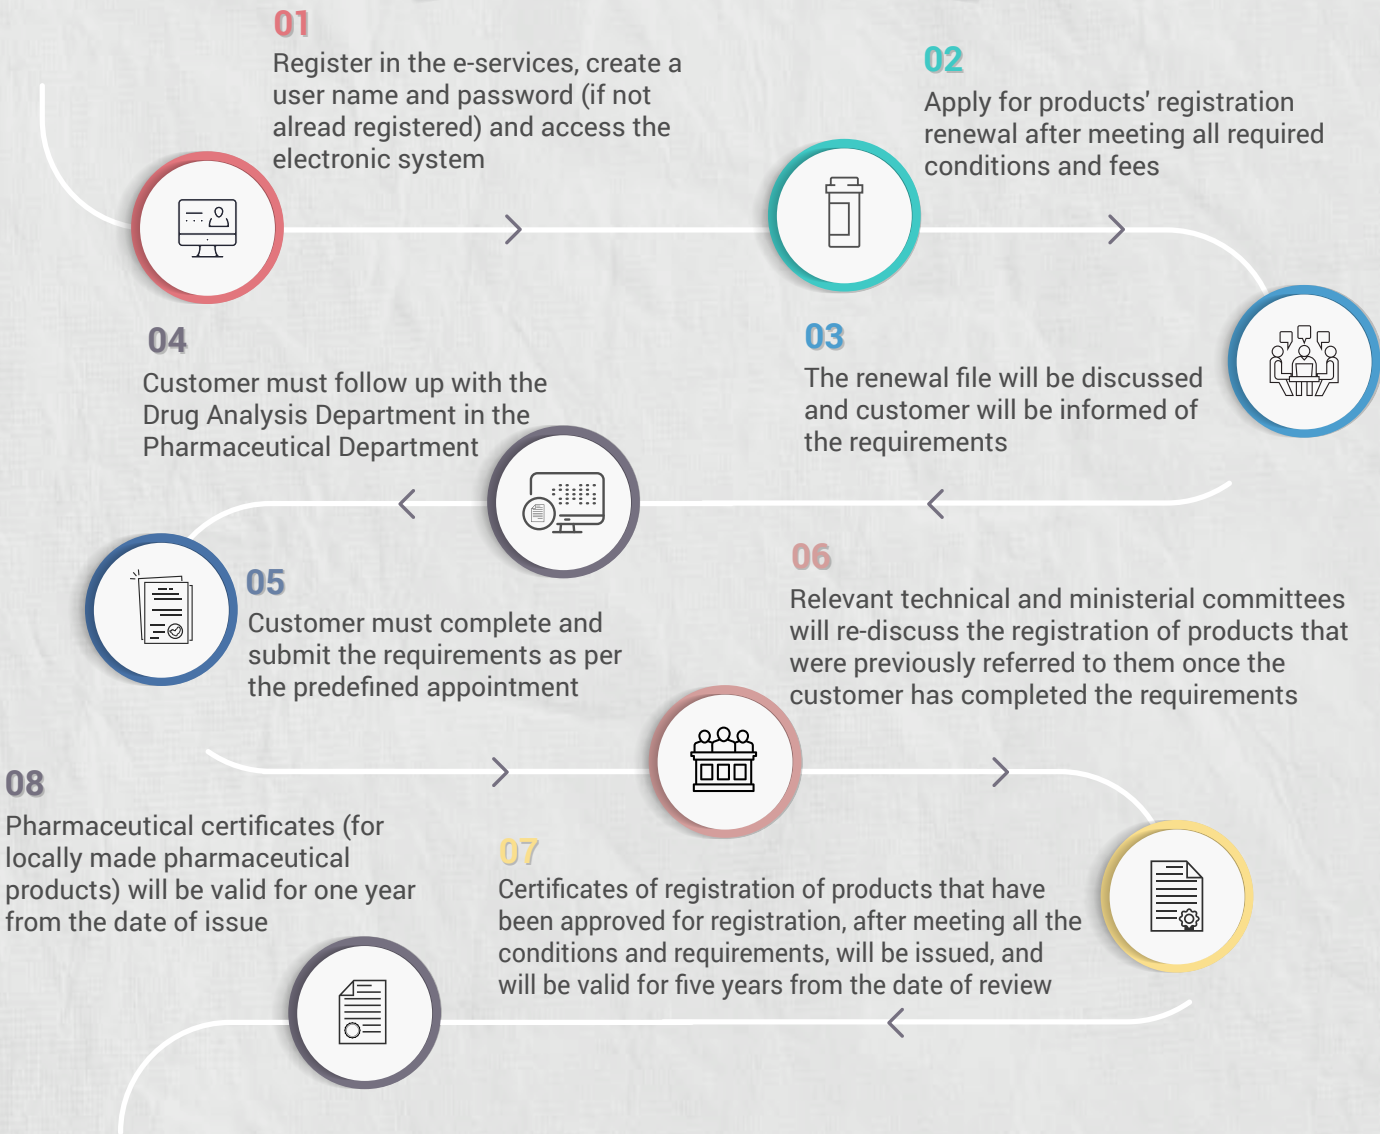 01
Register in the e-services, create a
user name and password (if not
alread registered) and access the
electronic system
02
Apply for products' registration
renewal after meeting all required
conditions and fees
03
The renewal file will be discussed
and customer will be informed of
the requirements
04
Customer must follow up with the
Drug Analysis Department in the
Pharmaceutical Department
05
Customer must complete and
submit the requirements as per
the predefined appointment
06
Relevant technical and ministerial committees
will re-discuss the registration of products that
were previously referred to them once the
customer has completed the requirements
07
Certificates of registration of products that have
been approved for registration, after meeting all the
conditions and requirements, will be issued, and
will be valid for five years from the date of review
08
Pharmaceutical certificates (for
locally made pharmaceutical
products) will be valid for one year
from the date of issue